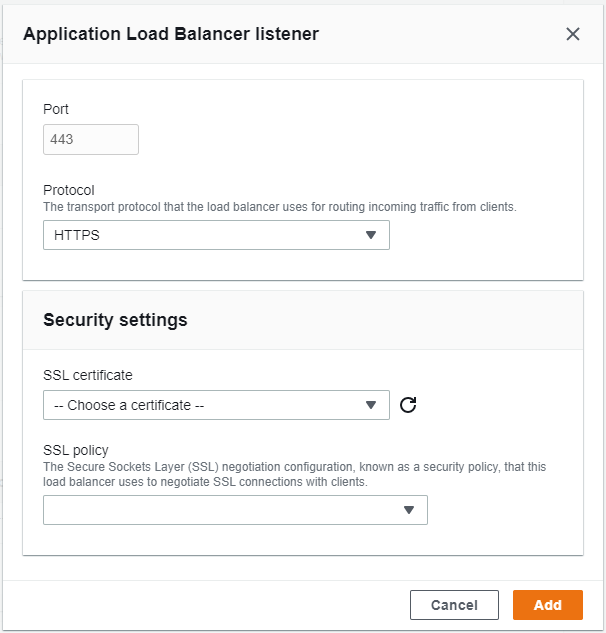 Application Load Balancer listener
Port
443
Protocol
The transport protocol that the load balancer uses for routing incoming traffic from clients.
HTTPS
Security settings
SSL certificate
-- Choose a certificate --
SSL policy
The Secure Sockets Layer (SSL) negotiation configuration, known as a security policy, that this
load balancer uses to negotiate SSL connections with clients.
Cancel
Add